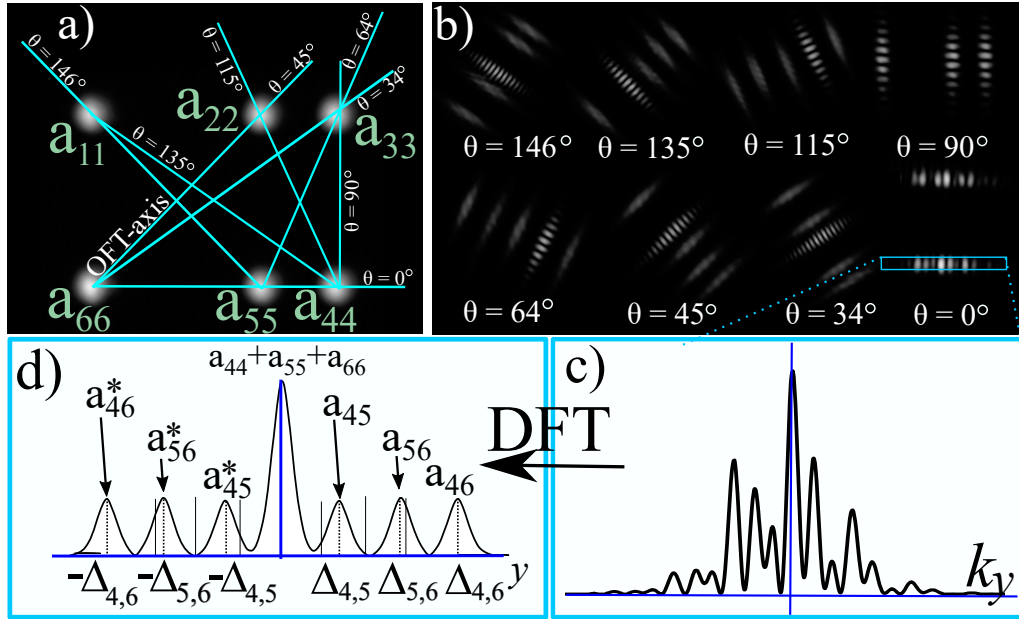 a)
θ = 146°
θ = 115°
θ = 45°
θ = 64°
θ = 34°
a₁₁
a₂₂
a₃₃
θ = 135°
θ = 90°
OFT-axis
θ = 0°
a₆₆
a₅₅
a₄₄
b)
θ = 146°
θ = 135°
θ = 115°
θ = 90°
θ = 64°
θ = 45°
θ = 34°
θ = 0°
d)
a₄₄+a₅₅+a₆₆
a*₄₆
a*₅₆
a*₄₅
a₄₅
a₅₆
a₄₆
-Δ₄,₆
-Δ₅,₆
-Δ₄,₅
Δ₄,₅
Δ₅,₆
Δ₄,₆
y
DFT
c)
k_y